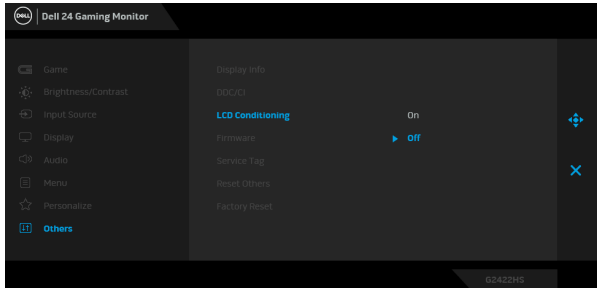 DELL
Dell 24 Gaming Monitor
Game
Brightness/Contrast
Input Source
Display
Audio
Menu
Personalize
Others
Display Info
DDC/CI
LCD Conditioning
On
Firmware
Off
Service Tag
Reset Others
Factory Reset
G2422HS